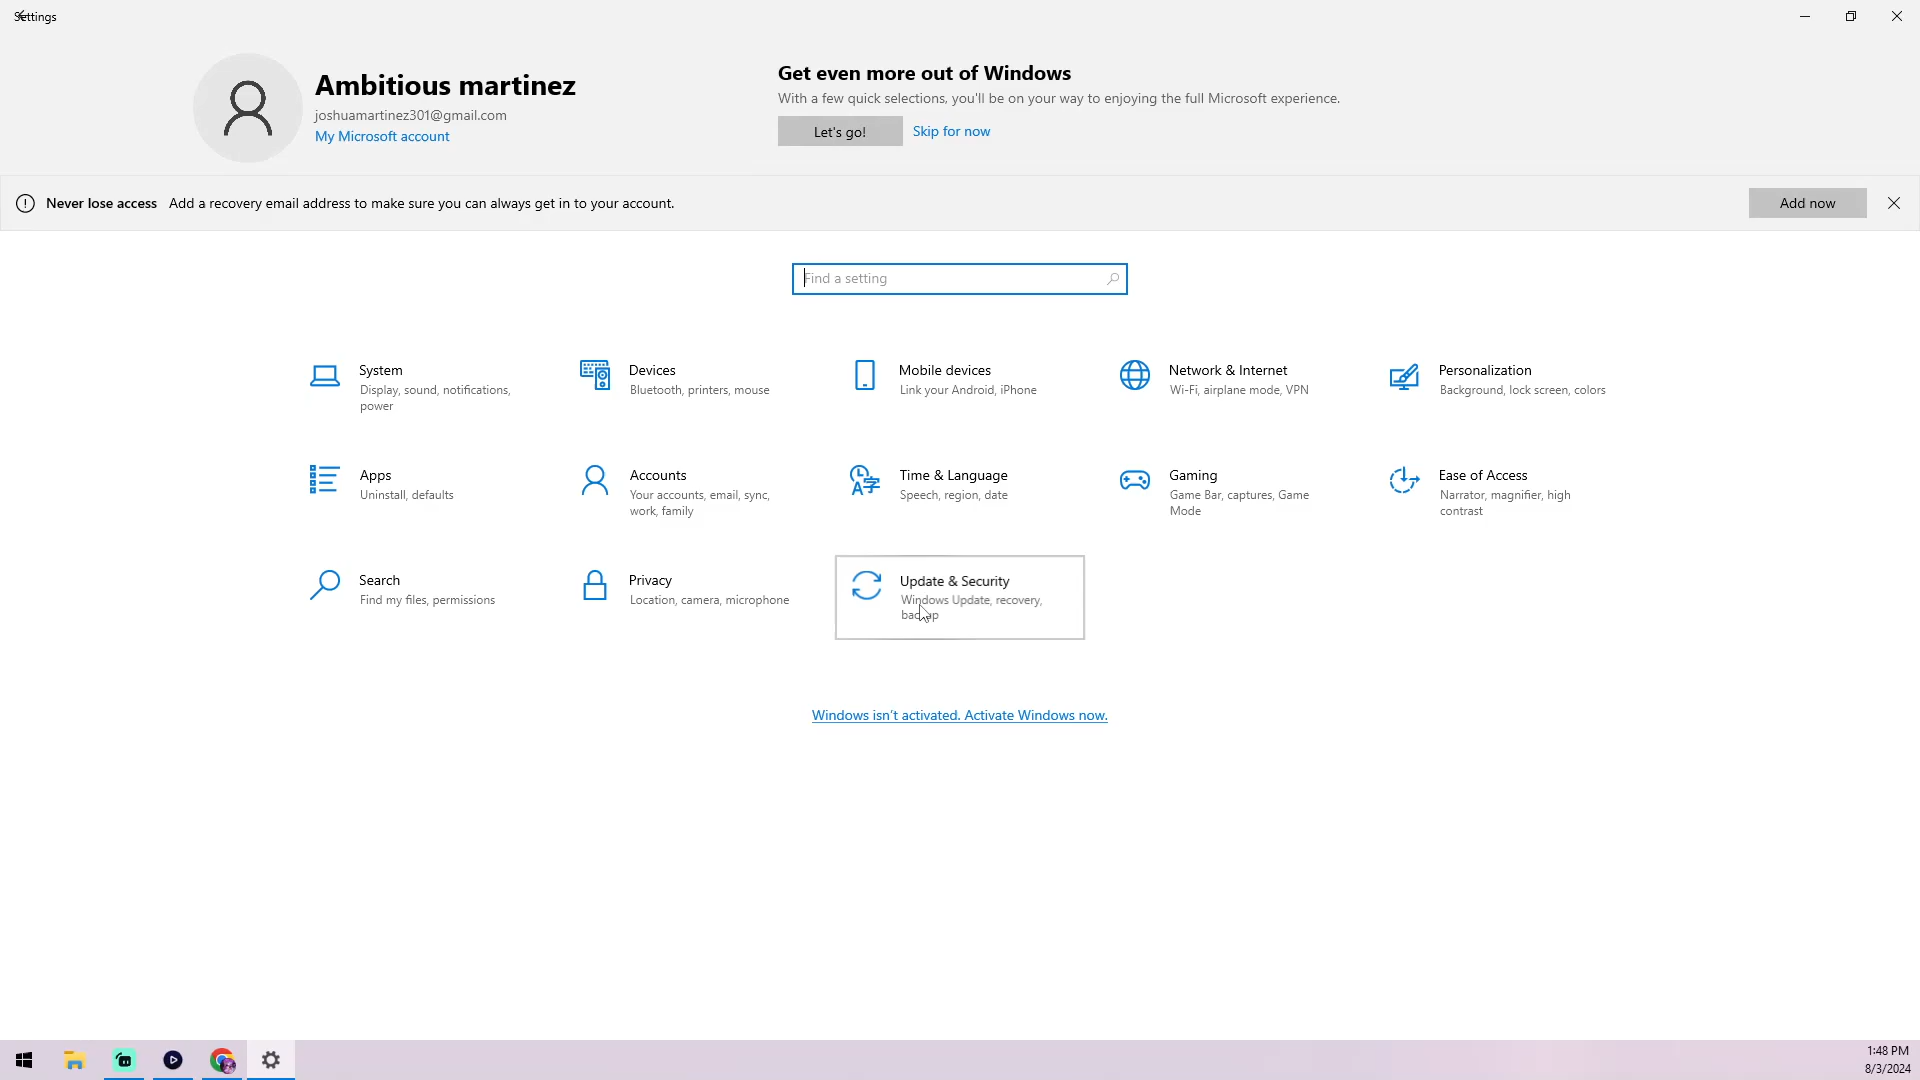 Settings
Ambitious martinez
joshuamartinez301@gmail.com
My Microsoft account
Get even more out of Windows
With a few quick selections, you'll be on your way to enjoying the full Microsoft experience.
Let's go!
Skip for now
Never lose access Add a recovery email address to make sure you can always get in to your account.
Add now
Find a setting
System
Display, sound, notifications,
power
Devices
Bluetooth, printers, mouse
Mobile devices
Link your Android, iPhone
Network & Internet
Wi-Fi, airplane mode, VPN
Personalization
Background, lock screen, colors
Apps
Uninstall, defaults
Accounts
Your accounts, email, sync,
work, family
Time & Language
Speech, region, date
Gaming
Game Bar, captures, Game
Mode
Ease of Access
Narrator, magnifier, high
contrast
Search
Find my files, permissions
Privacy
Location, camera, microphone
Update & Security
Windows Update, recovery,
backup
Windows isn't activated. Activate Windows now.
1:48 PM
8/3/2024